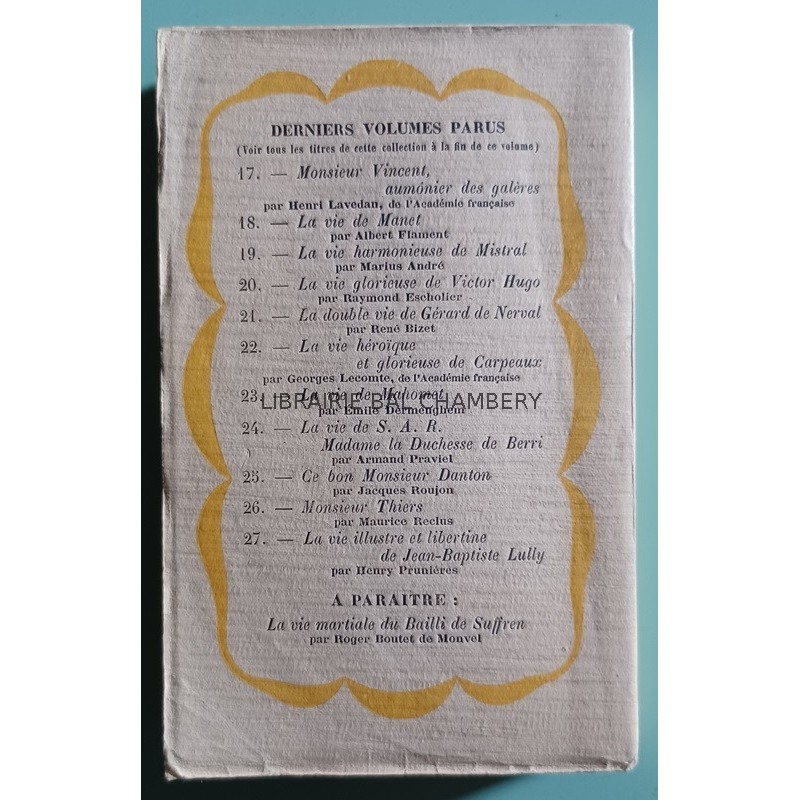 DERNIERS VOLUMES PARUS
(Voir tous les titres de cette collection à la fin de ce volume)
17. — Monsieur Vincent,
aumônier des galères
par Henri Lavedan, de l'Académie française
18. — La vie de Manet
par Albert Flament
19. — La vie harmonieuse de Mistral
par Marius André
20. — La vie glorieuse de Victor Hugo
par Raymond Escholier
21. — La double vie de Gérard de Nerval
par René Bizet
22. — La vie héroïque
et glorieuse de Carpeaux
par Georges Lecomte, de l'Académie française
23. — La vie de Mahomet
LIBRAIRIE BAL CHAMBERY
par Émile Dermenghem
24. — La vie de S. A. R.
Madame la Duchesse de Berri
par Armand Praviel
25. — Ce bon Monsieur Danton
par Jacques Roujon
26. — Monsieur Thiers
par Maurice Reclus
27. — La vie illustre et libertine
de Jean-Baptiste Lully
par Henry Prunières
A PARAITRE :
La vie martiale du Bailli de Suffren
par Roger Boutet de Monvel